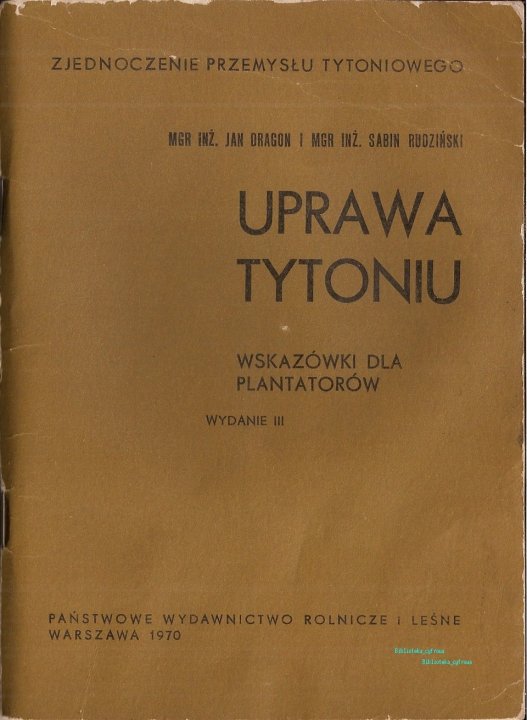 ZJEDNOCZENIE PRZEMYSŁU TYTONIOWEGO
MGR INŻ. JAN DRAGON I MGR INŻ. SABIN RUDZIŃSKI
UPRAWA
TYTONIU
WSKAZÓWKI DLA
PLANTATORÓW
WYDANIE III
PAŃSTWOWE WYDAWNICTWO ROLNICZE I LEŚNE
WARSZAWA 1970